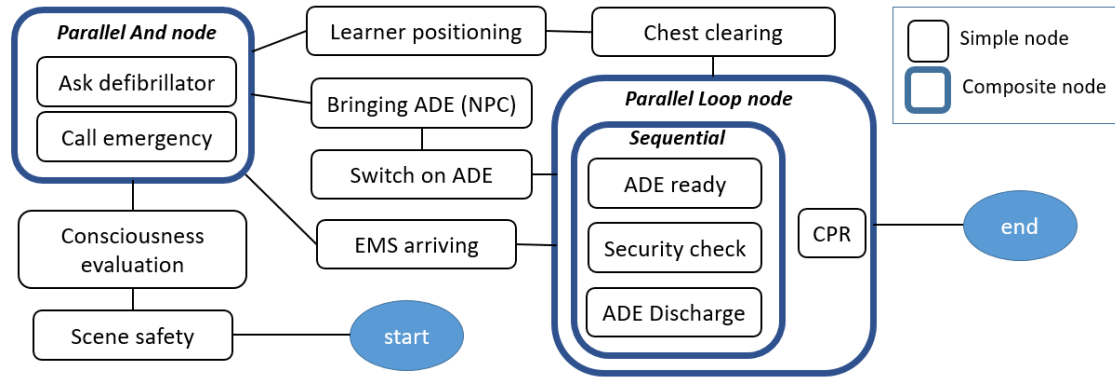 Parallel And node
Ask defibrillator
Call emergency
Learner positioning
Chest clearing
Bringing ADE (NPC)
Switch on ADE
EMS arriving
Consciousness
evaluation
Scene safety
start
Parallel Loop node
Sequential
ADE ready
Security check
ADE Discharge
CPR
end
Simple node
Composite node